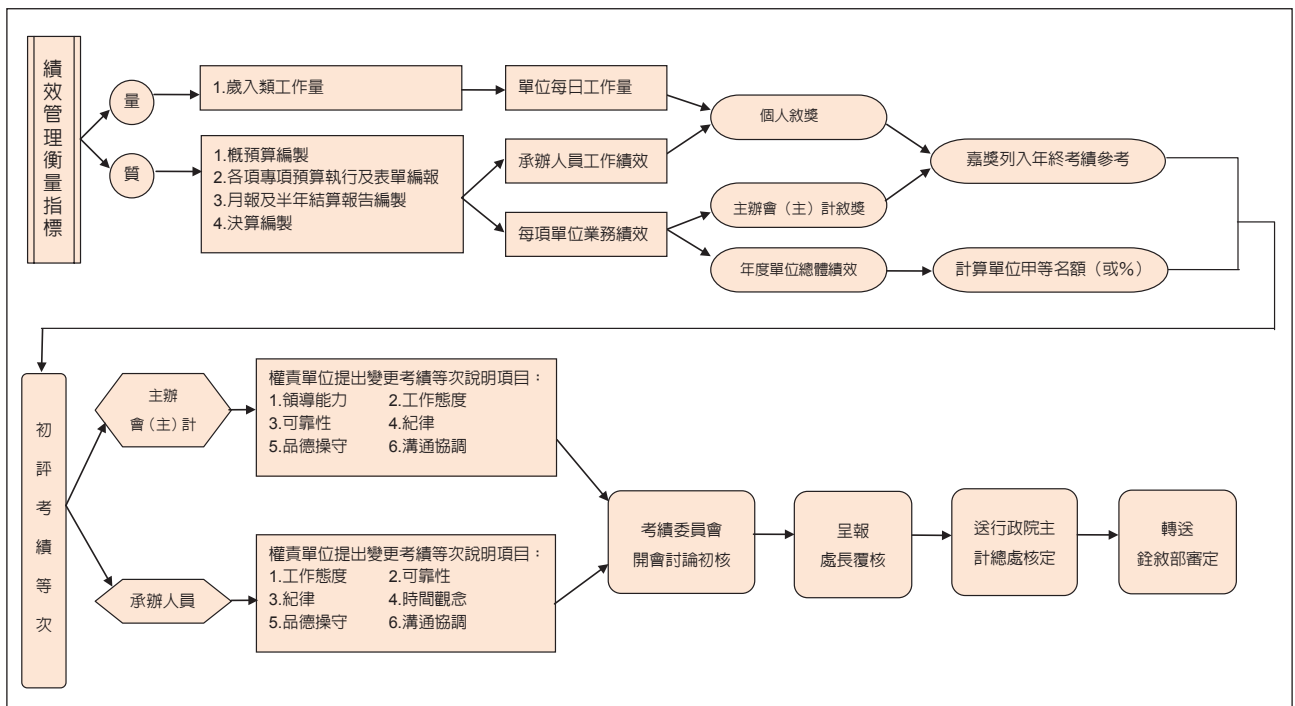 績效管理衡量指標
量
1.歲入類工作量
單位每日工作量
個人敘獎
質
1.概預算編製
2.各項專項預算執行及表單編報
3.月報及半年結算報告編製
4.決算編製
承辦人員工作績效
每項單位業務績效
主辦會（主）計敘獎
年度單位總體績效
嘉獎列入年終考績參考
計算單位甲等名額（或%）
初評考績等次
主辦
會（主）計
權責單位提出變更考績等次說明項目：
1.領導能力 2.工作態度
3.可靠性 4.紀律
5.品德操守 6.溝通協調
承辦人員
權責單位提出變更考績等次說明項目：
1.工作態度 2.可靠性
3.紀律 4.時間觀念
5.品德操守 6.溝通協調
考績委員會
開會討論初核
呈報
處長覆核
送行政院主
計總處核定
轉送
銓敘部審定